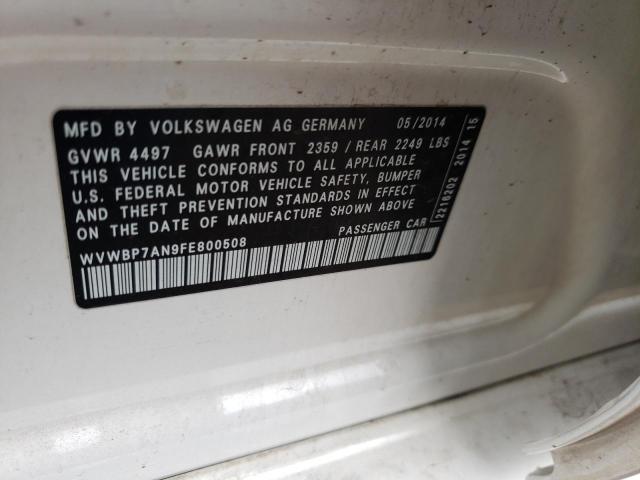 MFD BY VOLKSWAGEN AG GERMANY 05/2014
GVWR 4497 GAWR FRONT 2359 / REAR 2249 LBS
THIS VEHICLE CONFORMS TO ALL APPLICABLE
U.S. FEDERAL MOTOR VEHICLE SAFETY, BUMPER
AND THEFT PREVENTION STANDARDS IN EFFECT
ON THE DATE OF MANUFACTURE SHOWN ABOVE
WVWBP7AN9FE800508 PASSENGER CAR
2216202 2014 15